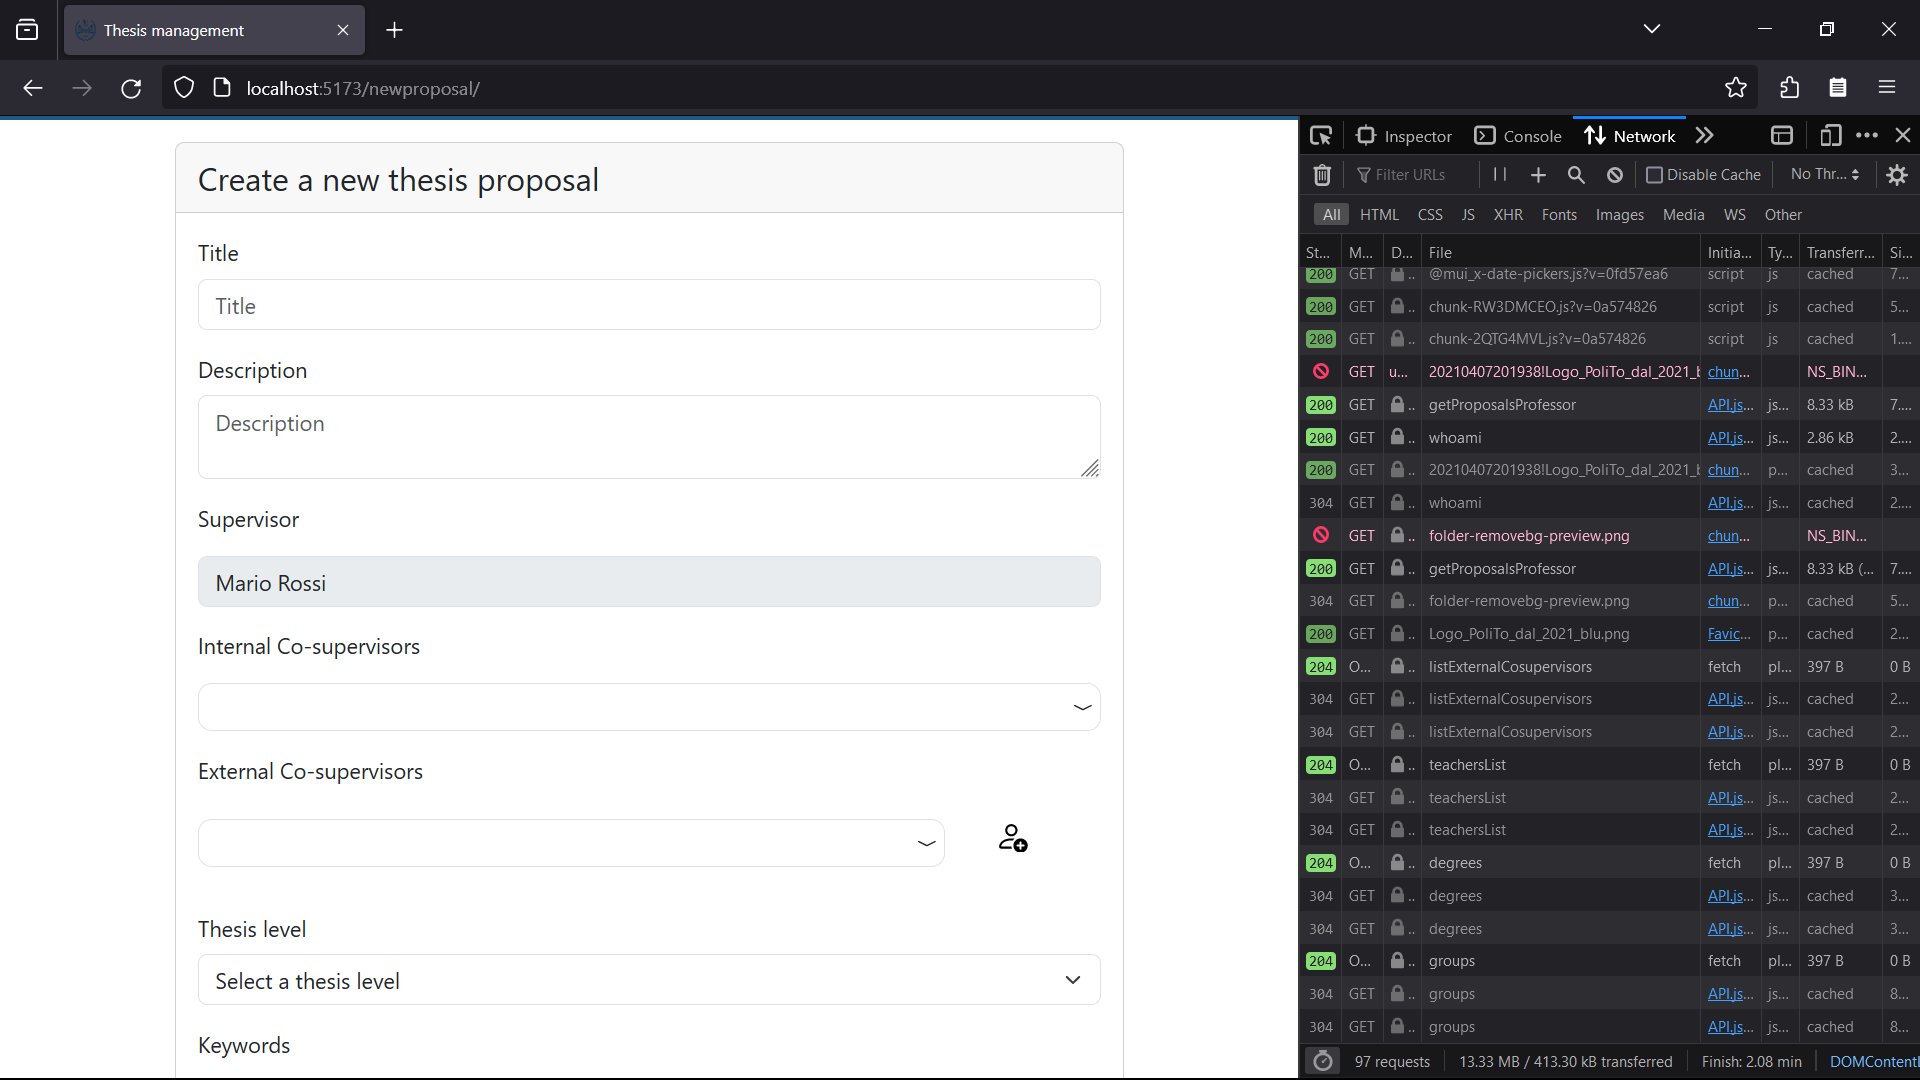 Thesis management
localhost:5173/newproposal/
Create a new thesis proposal
Title
Title
Description
Description
Supervisor
Mario Rossi
Internal Co-supervisors
External Co-supervisors
Thesis level
Select a thesis level
Keywords
Inspector Console Network
Filter URLs Disable Cache No Thr...
All HTML CSS JS XHR Fonts Images Media WS Other
St... M... D... File Initia... Ty... Transferr... Si...
200 GET .. @mui_x-date-pickers.js?v=0fd57ea6 script js cached 7...
200 GET .. chunk-RW3DMCEO.js?v=0a574826 script js cached 5...
200 GET .. chunk-2QTG4MVL.js?v=0a574826 script js cached 1....
GET u... 20210407201938!Logo_PoliTo_dal_2021_b chun... NS_BIN...
200 GET .. getProposalsProfessor API.js... js... 8.33 kB 7....
200 GET .. whoami API.js... js... 2.86 kB 2....
200 GET .. 20210407201938!Logo_PoliTo_dal_2021_b chun... p... cached 3...
304 GET .. whoami API.js... js... cached 2....
GET .. folder-removebg-preview.png chun... NS_BIN...
200 GET .. getProposalsProfessor API.js... js... 8.33 kB (... 7....
304 GET .. folder-removebg-preview.png chun... p... cached 5...
200 GET .. Logo_PoliTo_dal_2021_blu.png Favic... p... cached 2...
204 O... .. listExternalCosupervisors fetch pl... 397 B 0 B
304 GET .. listExternalCosupervisors API.js... js... cached 2...
304 GET .. listExternalCosupervisors API.js... js... cached 2...
204 O... .. teachersList fetch pl... 397 B 0 B
304 GET .. teachersList API.js... js... cached 2...
304 GET .. teachersList API.js... js... cached 2...
204 O... .. degrees fetch pl... 397 B 0 B
304 GET .. degrees API.js... js... cached 3...
304 GET .. degrees API.js... js... cached 3...
204 O... .. groups fetch pl... 397 B 0 B
304 GET .. groups API.js... js... cached 8...
304 GET .. groups API.js... js... cached 8...
97 requests 13.33 MB / 413.30 kB transferred Finish: 2.08 min DOMContentl